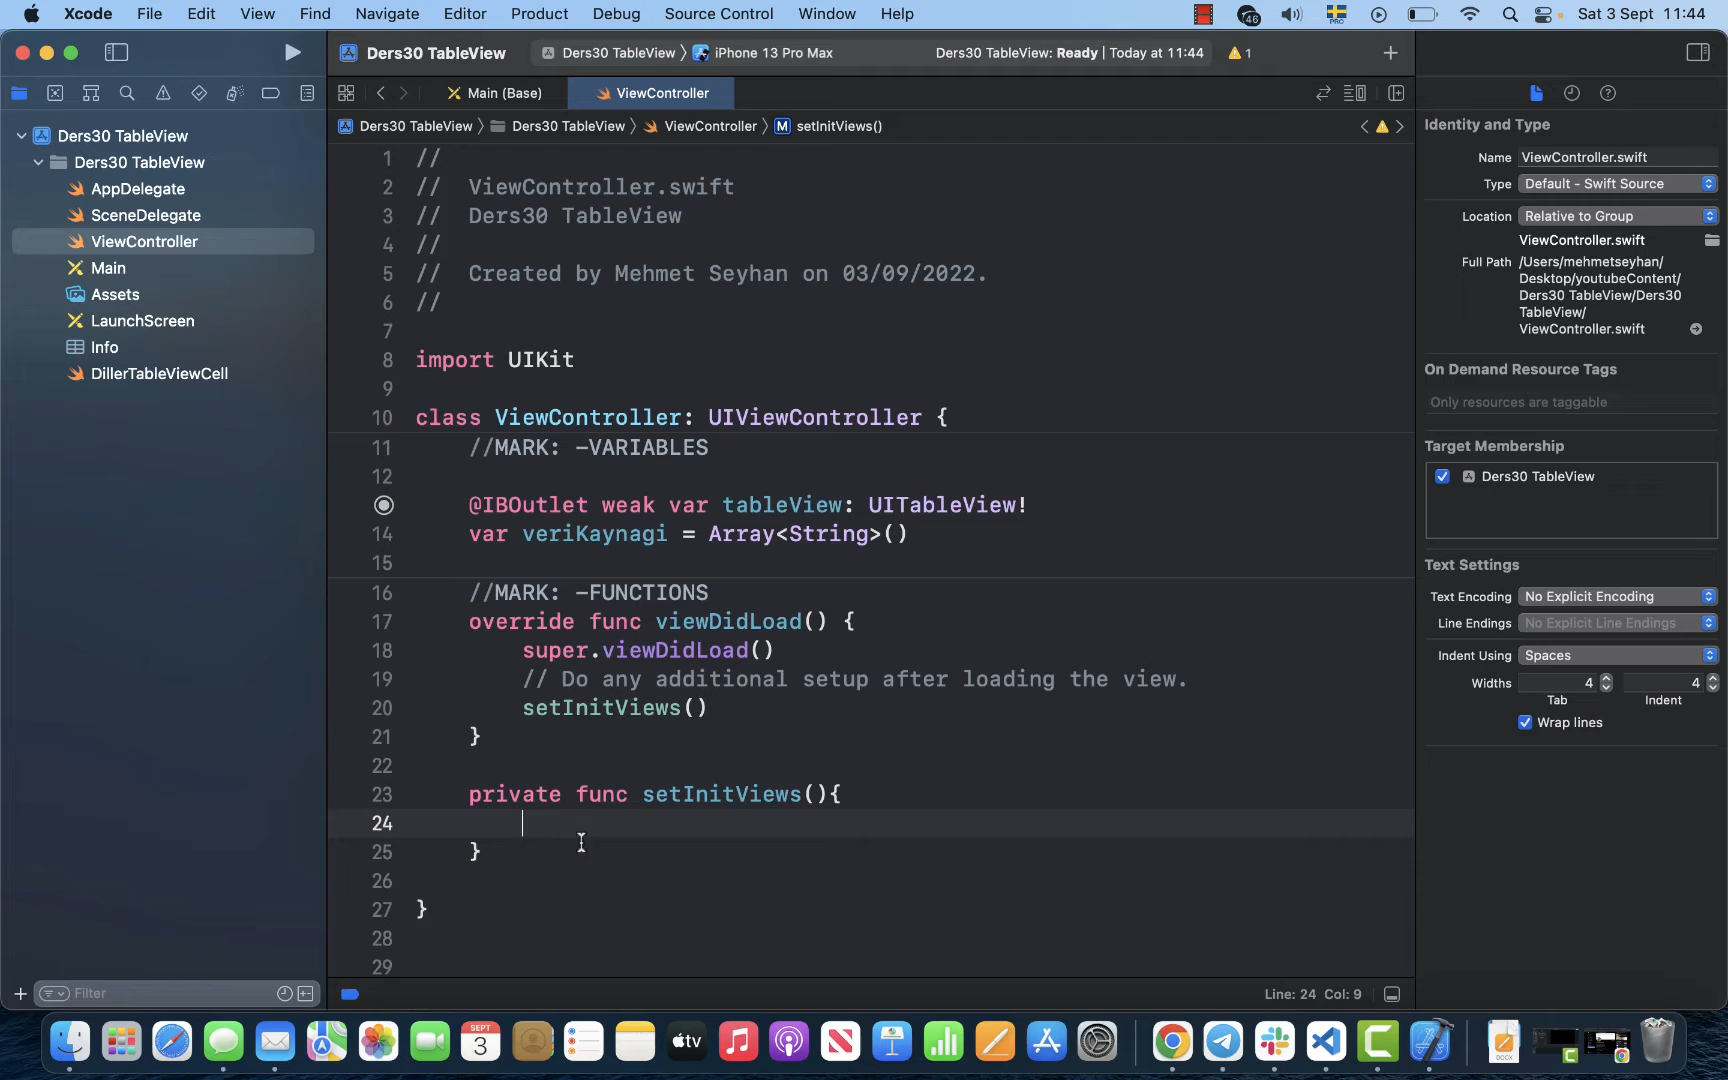 Xcode File Edit View Find Navigate Editor Product Debug Source Control Window Help
46 PRO Sat 3 Sept 11:44
Ders30 TableView
Ders30 TableView 〉 iPhone 13 Pro Max
Ders30 TableView: Ready | Today at 11:44
1
Main (Base)
ViewController
Ders30 TableView 〉 Ders30 TableView 〉 ViewController 〉 M setInitViews()
Ders30 TableView
Ders30 TableView
AppDelegate
SceneDelegate
ViewController
Main
Assets
LaunchScreen
Info
DillerTableViewCell
Filter
1 //
2 //  ViewController.swift
3 //  Ders30 TableView
4 //
5 //  Created by Mehmet Seyhan on 03/09/2022.
6 //
7
8 import UIKit
9
10 class ViewController: UIViewController {
11     //MARK: -VARIABLES
12
@IBOutlet weak var tableView: UITableView!
14     var veriKaynagi = Array<String>()
15
16     //MARK: -FUNCTIONS
17     override func viewDidLoad() {
18         super.viewDidLoad()
19         // Do any additional setup after loading the view.
20         setInitViews()
21     }
22
23     private func setInitViews(){
24
25     }
26
27 }
28
29
Line: 24 Col: 9
Identity and Type
Name ViewController.swift
Type Default - Swift Source
Location Relative to Group
ViewController.swift
Full Path /Users/mehmetseyhan/
Desktop/youtubeContent/
Ders30 TableView/Ders30
TableView/
ViewController.swift
On Demand Resource Tags
Only resources are taggable
Target Membership
Ders30 TableView
Text Settings
Text Encoding No Explicit Encoding
Line Endings No Explicit Line Endings
Indent Using Spaces
Widths 4 4
Tab Indent
Wrap lines
SEPT
3
tv
DOCX